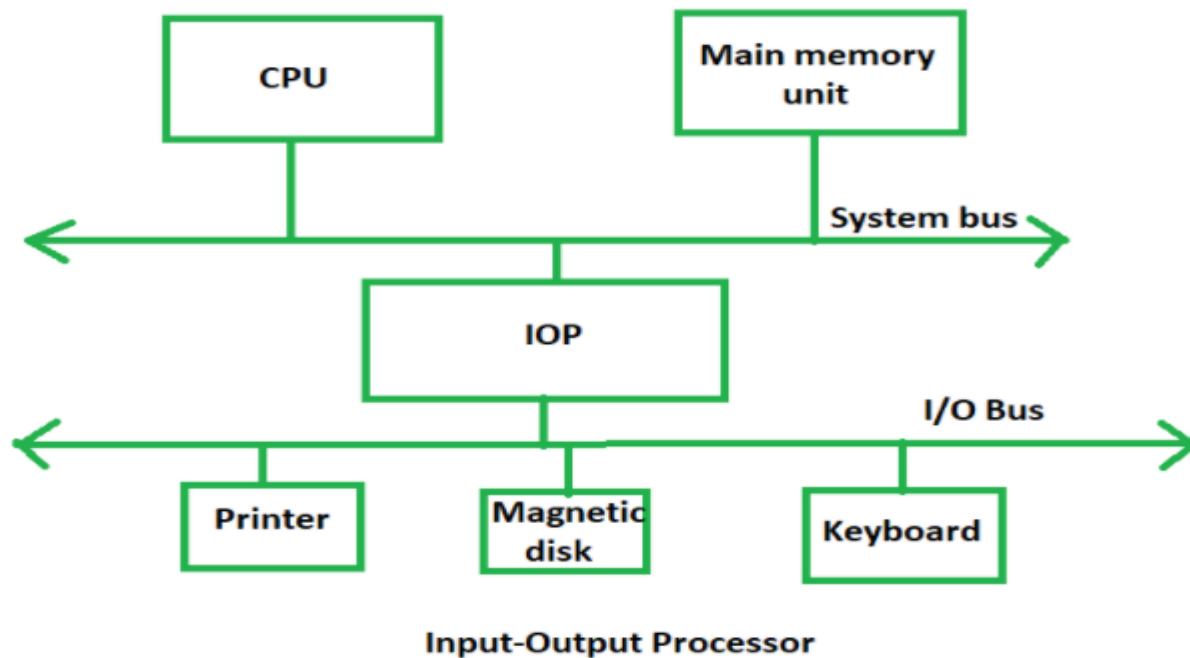 CPU
Main memory
unit
System bus
IOP
I/O Bus
Printer
Magnetic
disk
Keyboard
Input-Output Processor